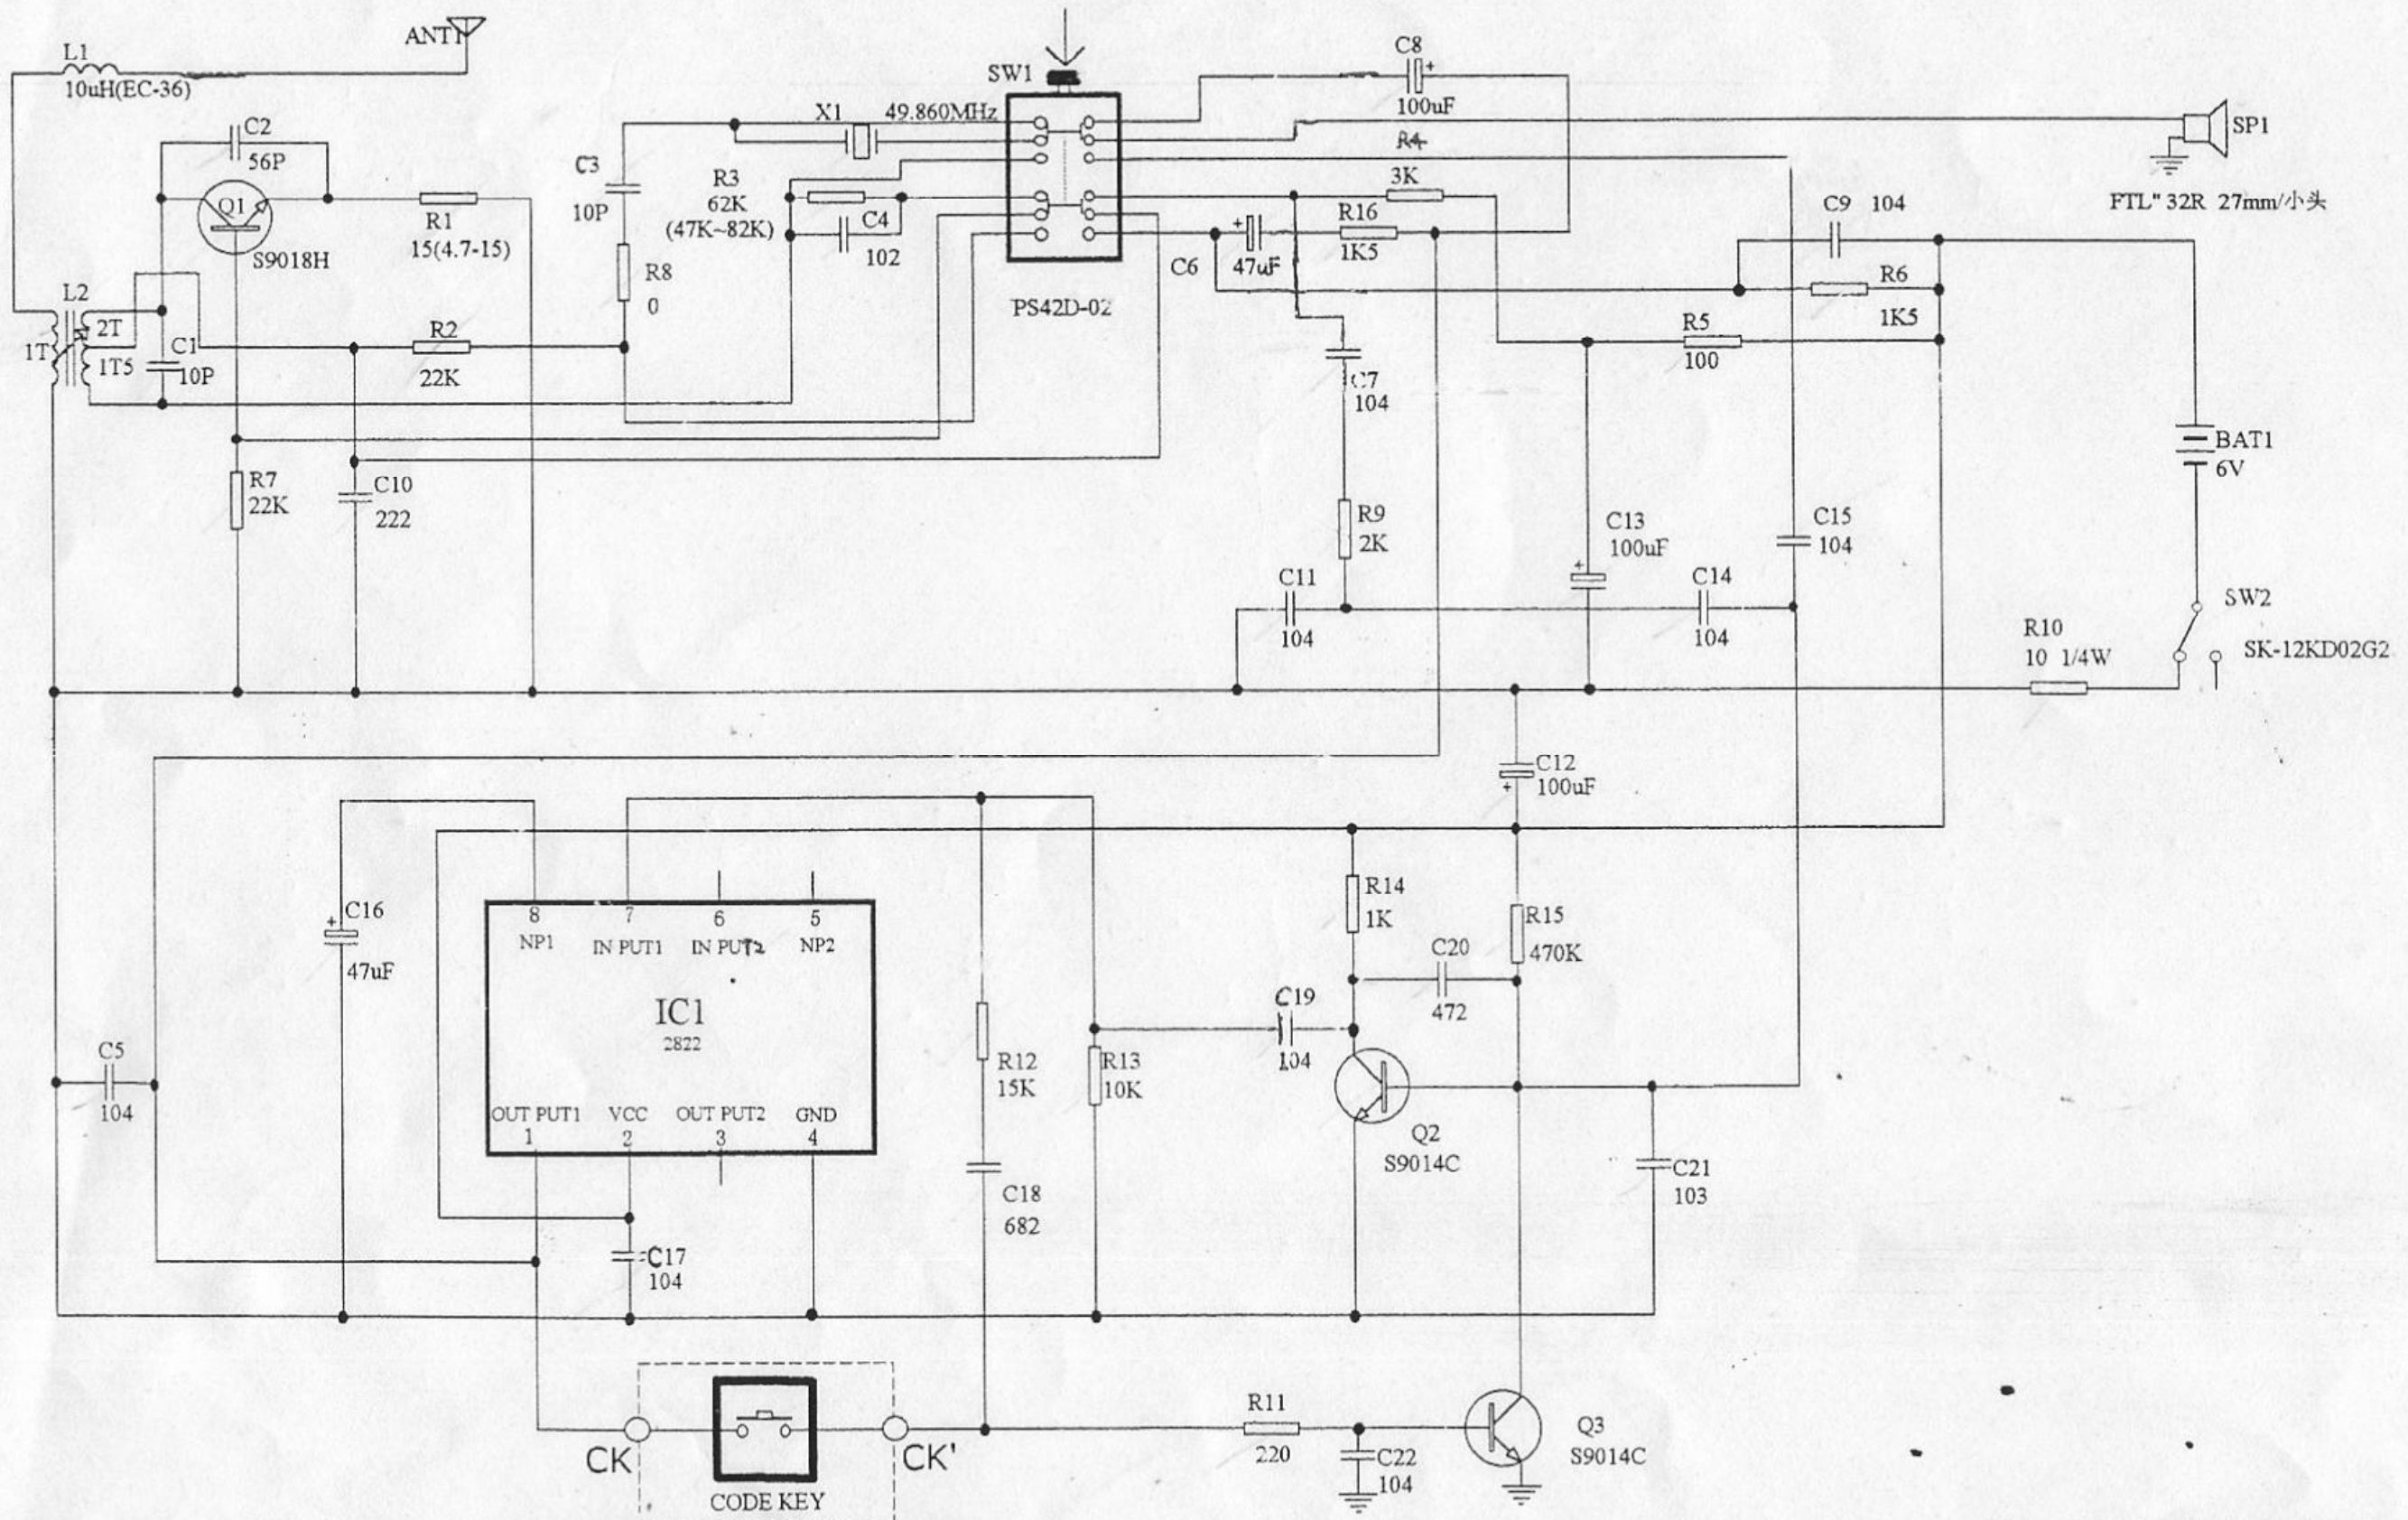 ANT1
L1
10uH(EC-36)
C2
56P
Q1
S9018H
R1
15(4.7-15)
L2
2T
1T
1T5
C1
10P
R2
22K
R7
22K
C10
222
C3
10P
R8
0
X1
49.860MHz
R3
62K
(47K~82K)
C4
102
SW1
PS42D-02
C8
100uF
R4
3K
R16
1K5
C6
47uF
C7
104
R9
2K
C11
104
C13
100uF
C14
104
C15
104
C9 104
R6
1K5
R5
100
SP1
FTL" 32R 27mm/小头
BAT1
6V
SW2
SK-12KD02G2
R10
10 1/4W
C12
100uF
C16
47uF
8
7
6
5
NP1
IN PUT1
IN PUT2
NP2
IC1
2822
OUT PUT1
VCC
OUT PUT2
GND
1
2
3
4
C5
104
C17
104
R12
15K
C18
682
R13
10K
C19
104
R14
1K
C20
472
R15
470K
Q2
S9014C
C21
103
CK
CK'
CODE KEY
R11
220
C22
104
Q3
S9014C